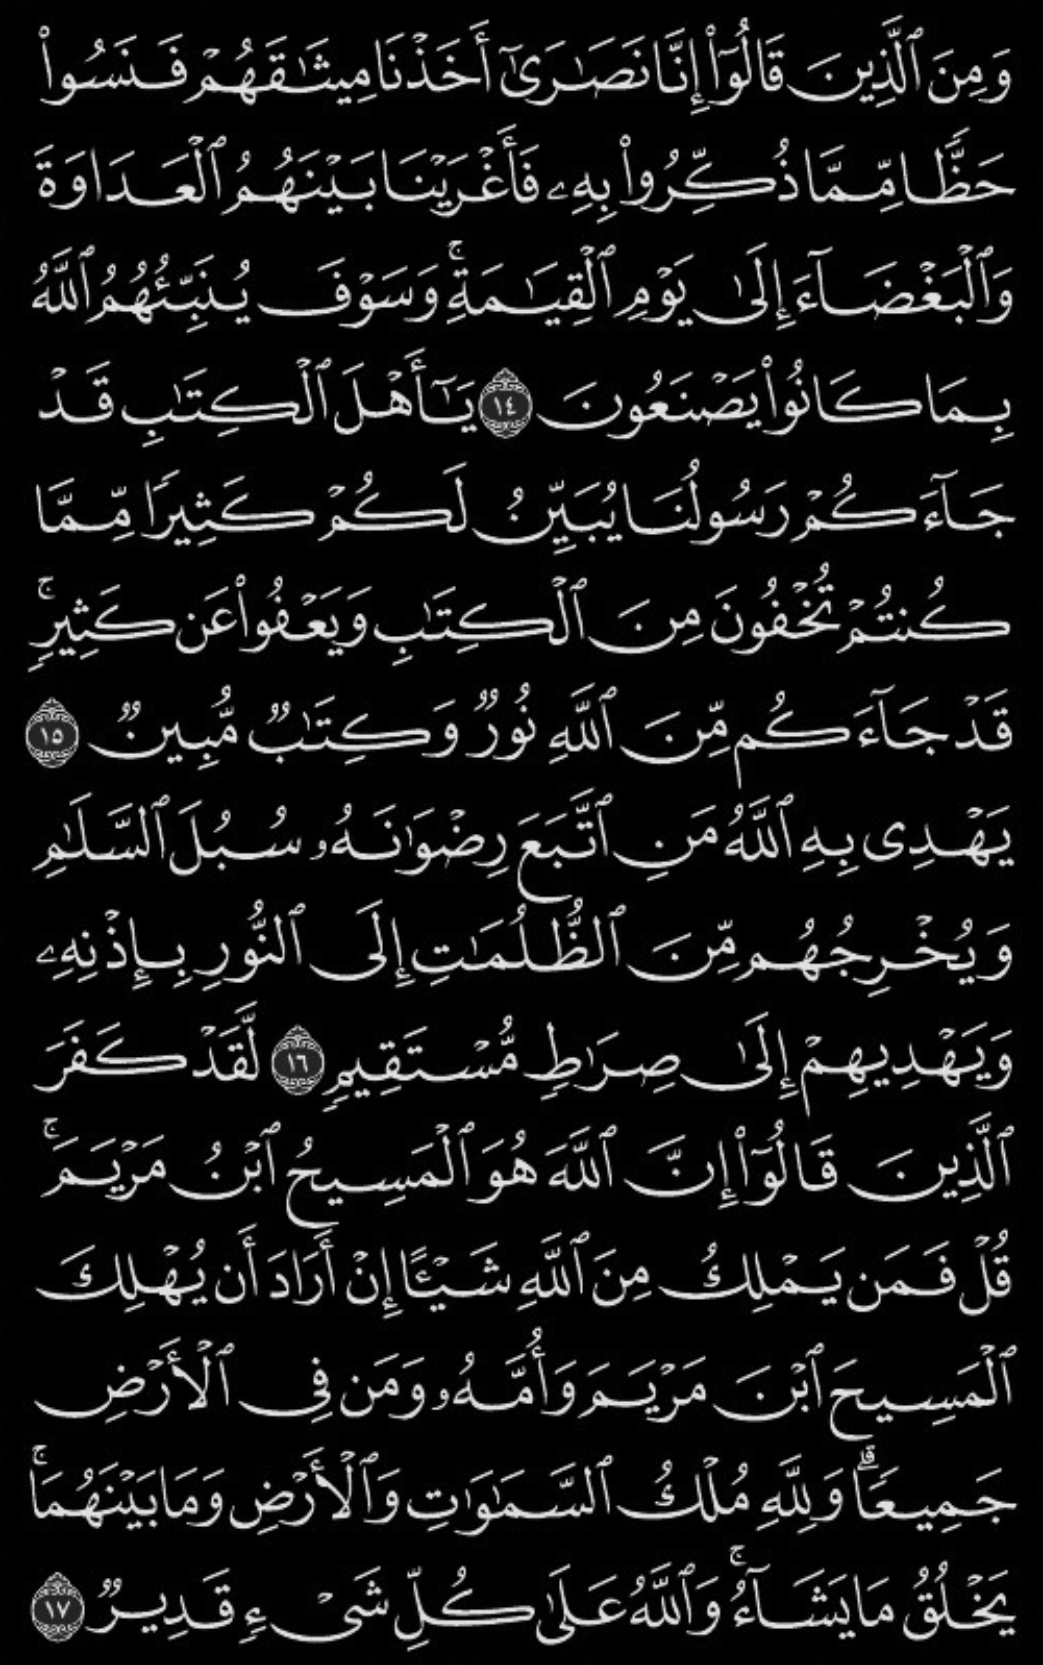 وَمِنَ ٱلَّذِينَ قَالُوٓا۟ إِنَّا نَصَـٰرَىٰٓ أَخَذْنَا مِيثَـٰقَهُمْ فَنَسُوا۟
حَظًّا مِّمَّا ذُكِّرُوا۟ بِهِۦ فَأَغْرَيْنَا بَيْنَهُمُ ٱلْعَدَاوَةَ
وَٱلْبَغْضَآءَ إِلَىٰ يَوْمِ ٱلْقِيَـٰمَةِ ۚ وَسَوْفَ يُنَبِّئُهُمُ ٱللَّهُ
بِمَا كَانُوا۟ يَصْنَعُونَ ١٤ يَـٰٓأَهْلَ ٱلْكِتَـٰبِ قَدْ
جَآءَكُمْ رَسُولُنَا يُبَيِّنُ لَكُمْ كَثِيرًا مِّمَّا
كُنتُمْ تُخْفُونَ مِنَ ٱلْكِتَـٰبِ وَيَعْفُوا۟ عَن كَثِيرٍ ۚ
قَدْ جَآءَكُم مِّنَ ٱللَّهِ نُورٌ وَكِتَـٰبٌ مُّبِينٌ ١٥
يَهْدِى بِهِ ٱللَّهُ مَنِ ٱتَّبَعَ رِضْوَٰنَهُۥ سُبُلَ ٱلسَّلَـٰمِ
وَيُخْرِجُهُم مِّنَ ٱلظُّلُمَـٰتِ إِلَى ٱلنُّورِ بِإِذْنِهِۦ
وَيَهْدِيهِمْ إِلَىٰ صِرَٰطٍ مُّسْتَقِيمٍ ١٦ لَّقَدْ كَفَرَ
ٱلَّذِينَ قَالُوٓا۟ إِنَّ ٱللَّهَ هُوَ ٱلْمَسِيحُ ٱبْنُ مَرْيَمَ ۚ
قُلْ فَمَن يَمْلِكُ مِنَ ٱللَّهِ شَيْـًٔا إِنْ أَرَادَ أَن يُهْلِكَ
ٱلْمَسِيحَ ٱبْنَ مَرْيَمَ وَأُمَّهُۥ وَمَن فِى ٱلْأَرْضِ
جَمِيعًا ۗ وَلِلَّهِ مُلْكُ ٱلسَّمَـٰوَٰتِ وَٱلْأَرْضِ وَمَا بَيْنَهُمَا ۚ
يَخْلُقُ مَا يَشَآءُ ۚ وَٱللَّهُ عَلَىٰ كُلِّ شَىْءٍ قَدِيرٌ ١٧